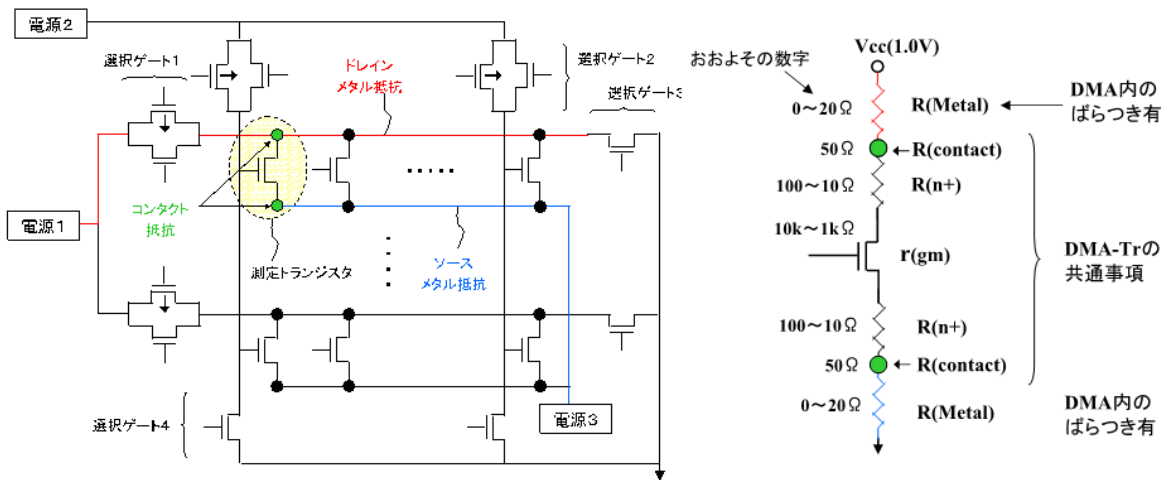 電源2
選択ゲート1
選択ゲート2
選択ゲート3
ドレイン
メタル抵抗
電源1
コンタクト
抵抗
測定トランジスタ
ソース
メタル抵抗
選択ゲート4
電源3
おおよその数字
Vcc(1.0V)
0～20Ω
R(Metal)
DMA内の
ばらつき有
50Ω
R(contact)
100～10Ω
R(n+)
10k～1kΩ
r(gm)
DMA-Trの
共通事項
100～10Ω
R(n+)
50Ω
R(contact)
0～20Ω
R(Metal)
DMA内の
ばらつき有